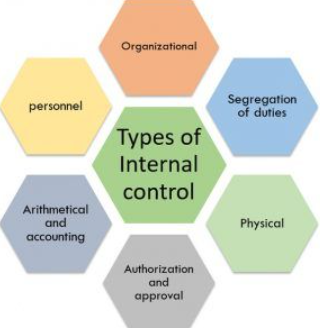 Organizational
Segregation
of duties
Physical
Authorization
and
approval
Arithmetical
and
accounting
personnel
Types of
Internal
control